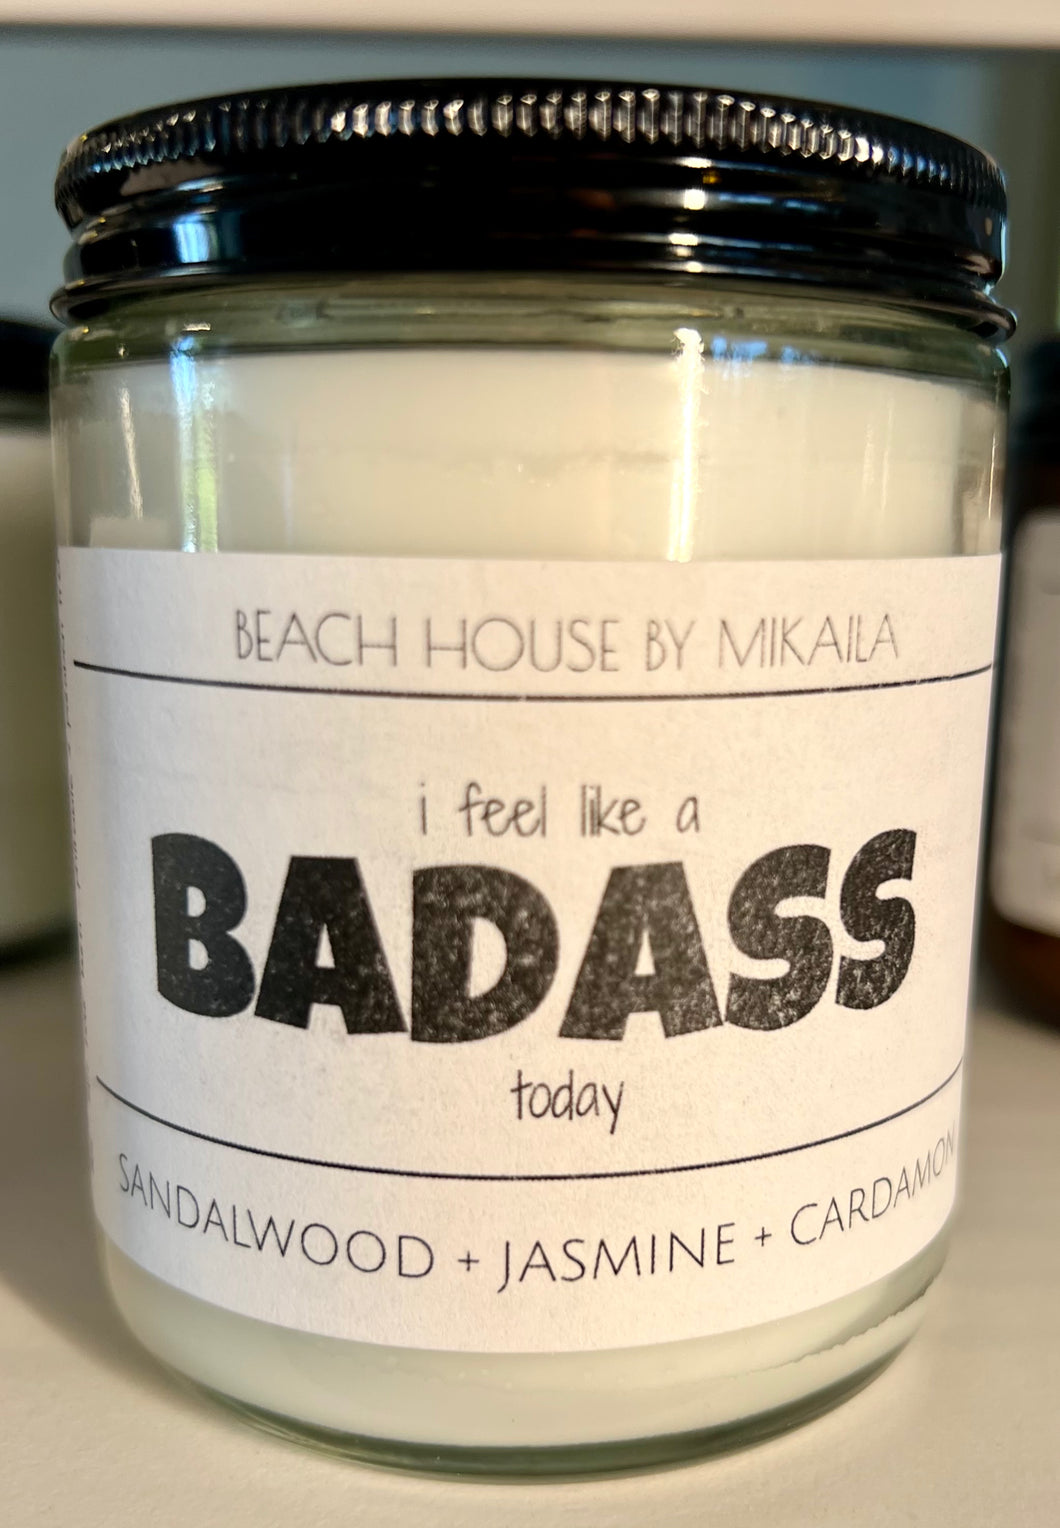 BEACH HOUSE BY MIKAILA
i feel like a
BADASS
today
SANDALWOOD + JASMINE + CARDAMON